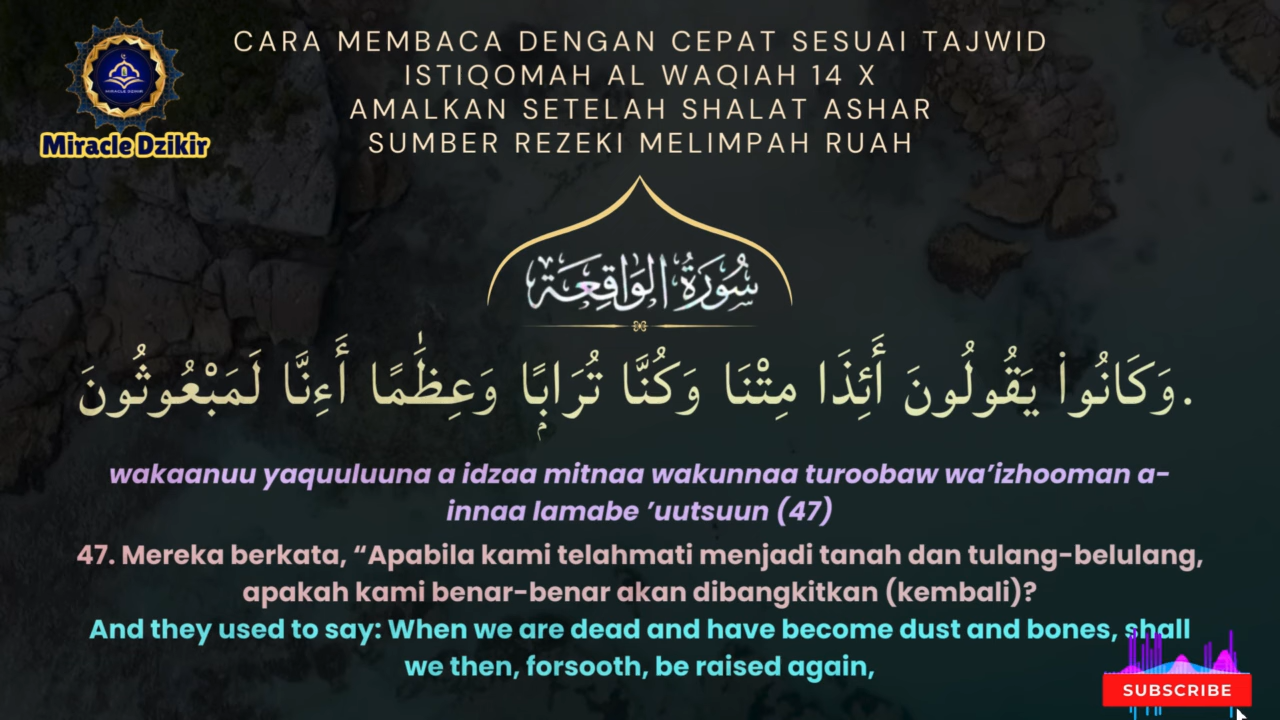 CARA MEMBACA DENGAN CEPAT SESUAI TAJWID
ISTIQOMAH AL WAQIAH 14 X
AMALKAN SETELAH SHALAT ASHAR
SUMBER REZEKI MELIMPAH RUAH
MIRACLE DZIKIR
Miracle Dzikir
سُورَةُ الوَاقِعَة
وَكَانُوا۟ يَقُولُونَ أَئِذَا مِتْنَا وَكُنَّا تُرَابًۭا وَعِظَٰمًا أَءِنَّا لَمَبْعُوثُونَ.
wakaanuu yaquuluuna a idzaa mitnaa wakunnaa turoobaw wa’izhooman a-
innaa lamabe ’uutsuun (47)
47. Mereka berkata, “Apabila kami telahmati menjadi tanah dan tulang-belulang,
apakah kami benar-benar akan dibangkitkan (kembali)?
And they used to say: When we are dead and have become dust and bones, shall
we then, forsooth, be raised again,
SUBSCRIBE